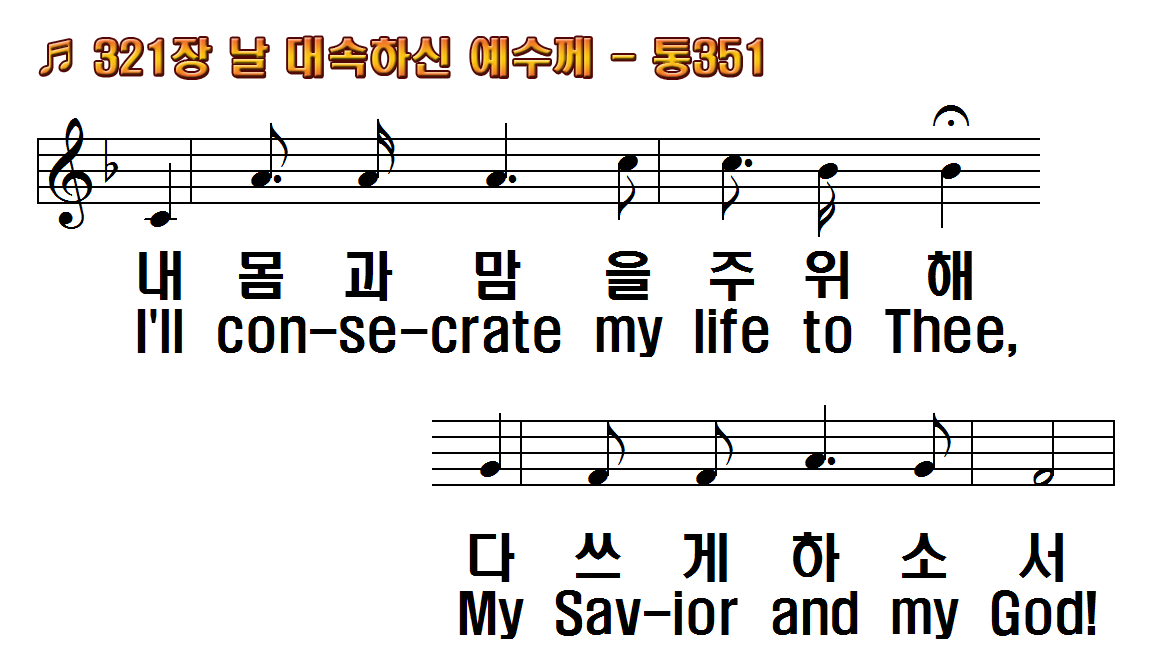 321장 날 대속하신 예수께 - 통351
내 몸 과 맘 을 주 위 해
I'll con-se-crate my life to Thee,
다 쓰 게 하 소 서
My Sav-ior and my God!